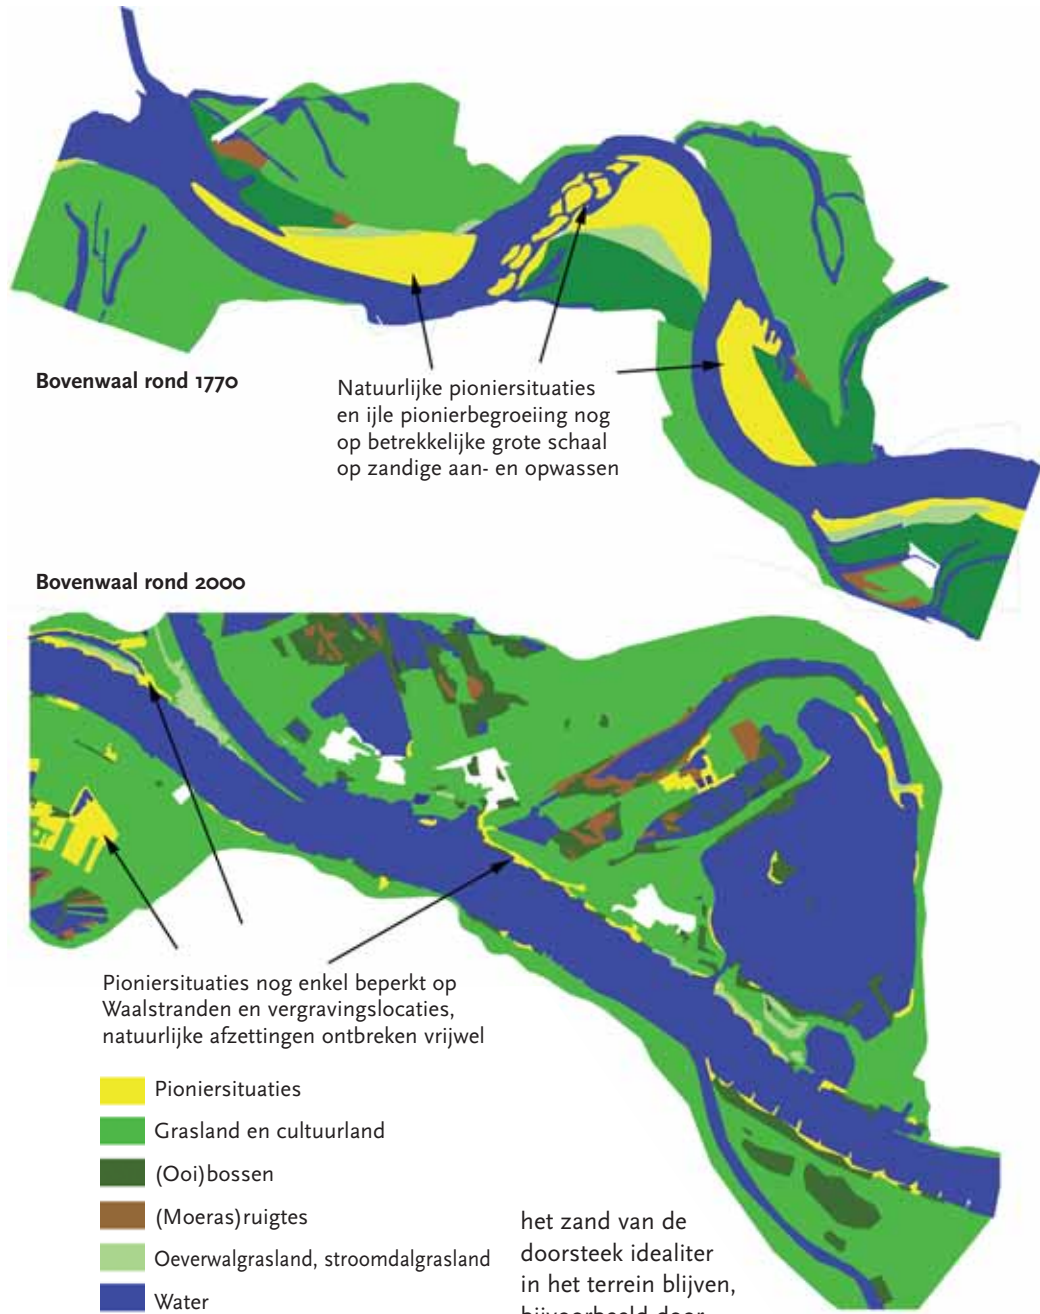 Bovenwaal rond 1770
Natuurlijke pioniersituaties
en ijle pionierbegroeiing nog
op betrekkelijke grote schaal
op zandige aan- en opwassen
Bovenwaal rond 2000
Pioniersituaties nog enkel beperkt op
Waalstranden en vergravingslocaties,
natuurlijke afzettingen ontbreken vrijwel
Pioniersituaties
Grasland en cultuurland
(Ooi)bossen
(Moeras)ruigtes
Oeverwalgrasland, stroomdalgrasland
Water
het zand van de
doorsteek idealiter
in het terrein blijven,
bijvoorbeeld door